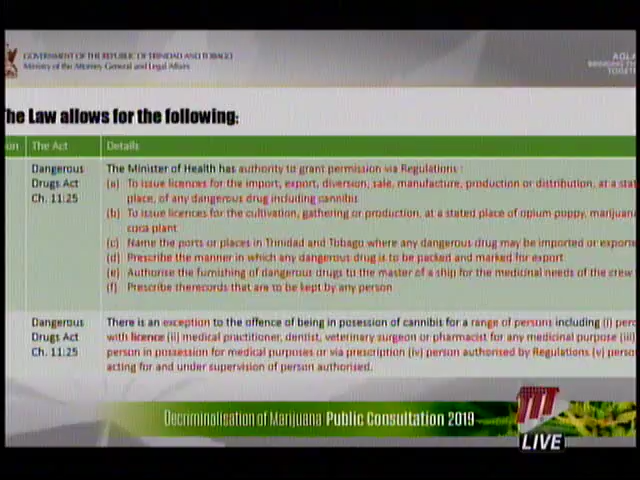 GOVERNMENT OF THE REPUBLIC OF TRINIDAD AND TOBAGO
Ministry of the Attorney General and Legal Affairs
AGLA
BRINGING TH
TOGETH
The Law allows for the following:
on The Act Details
Dangerous Drugs Act Ch. 11:25
The Minister of Health has authority to grant permission via Regulations :
(a) To issue licences for the import, export, diversion, sale, manufacture, production or distribution, at a stat
place, of any dangerous drug including cannibis
(b) To issue licences for the cultivation, gathering or production, at a stated place of opium poppy, marijuan
coca plant
(c) Name the ports or places in Trinidad and Tobago where any dangerous drug may be imported or exporte
(d) Prescribe the manner in which any dangerous drug is to be packed and marked for export
(e) Authorise the furnishing of dangerous drugs to the master of a ship for the medicinal needs of the crew
(f) Prescribe therecords that are to be kept by any person
Dangerous Drugs Act Ch. 11:25
There is an exception to the offence of being in posession of cannibis for a range of persons including (i) pers
with licence (ii) medical practitioner, dentist, veterinary surgeon or pharmacist for any medicinal purpose (iii)
person in possession for medical purposes or via prescription (iv) person authorised by Regulations (v) person
acting for and under supervision of person authorised.
Decriminalisation of Marijuana Public Consultation 2019
TTT
LIVE